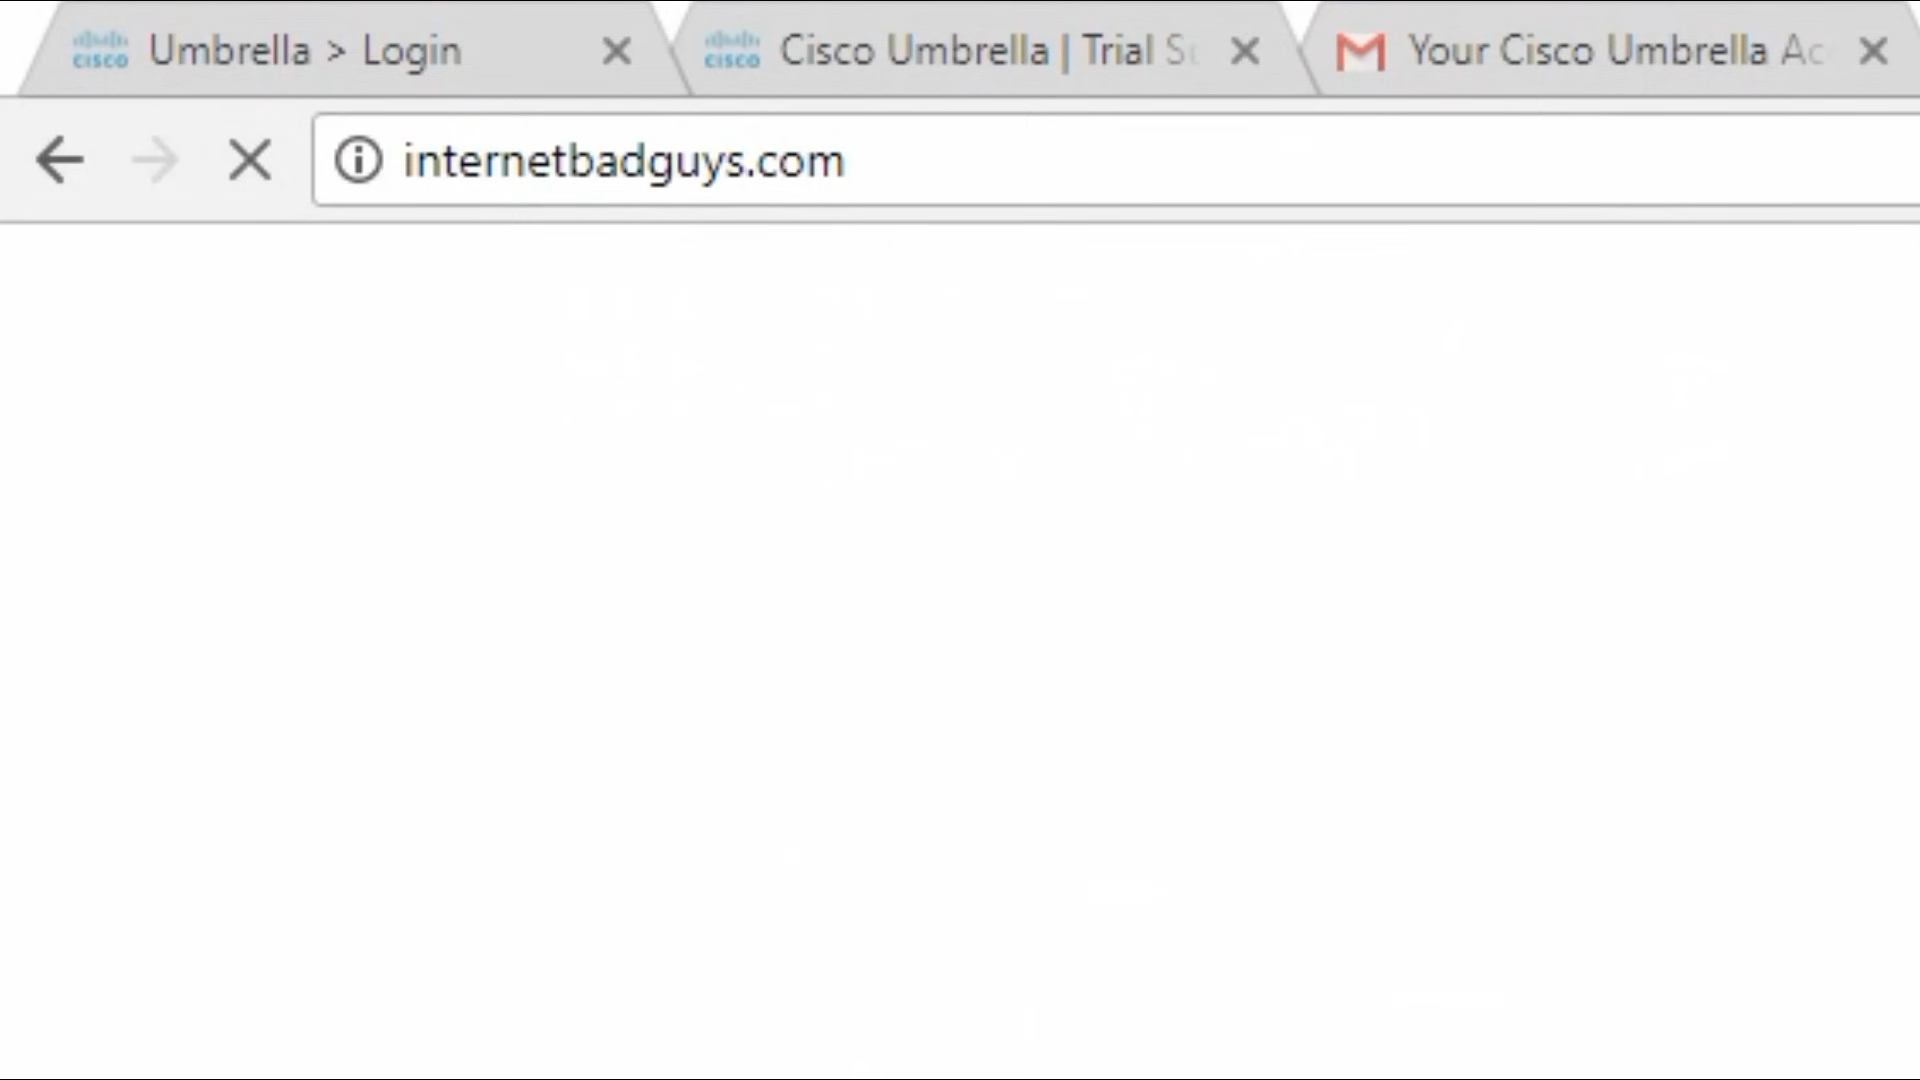 cisco Umbrella > Login
cisco Cisco Umbrella | Trial
Your Cisco Umbrella
internetbadguys.com